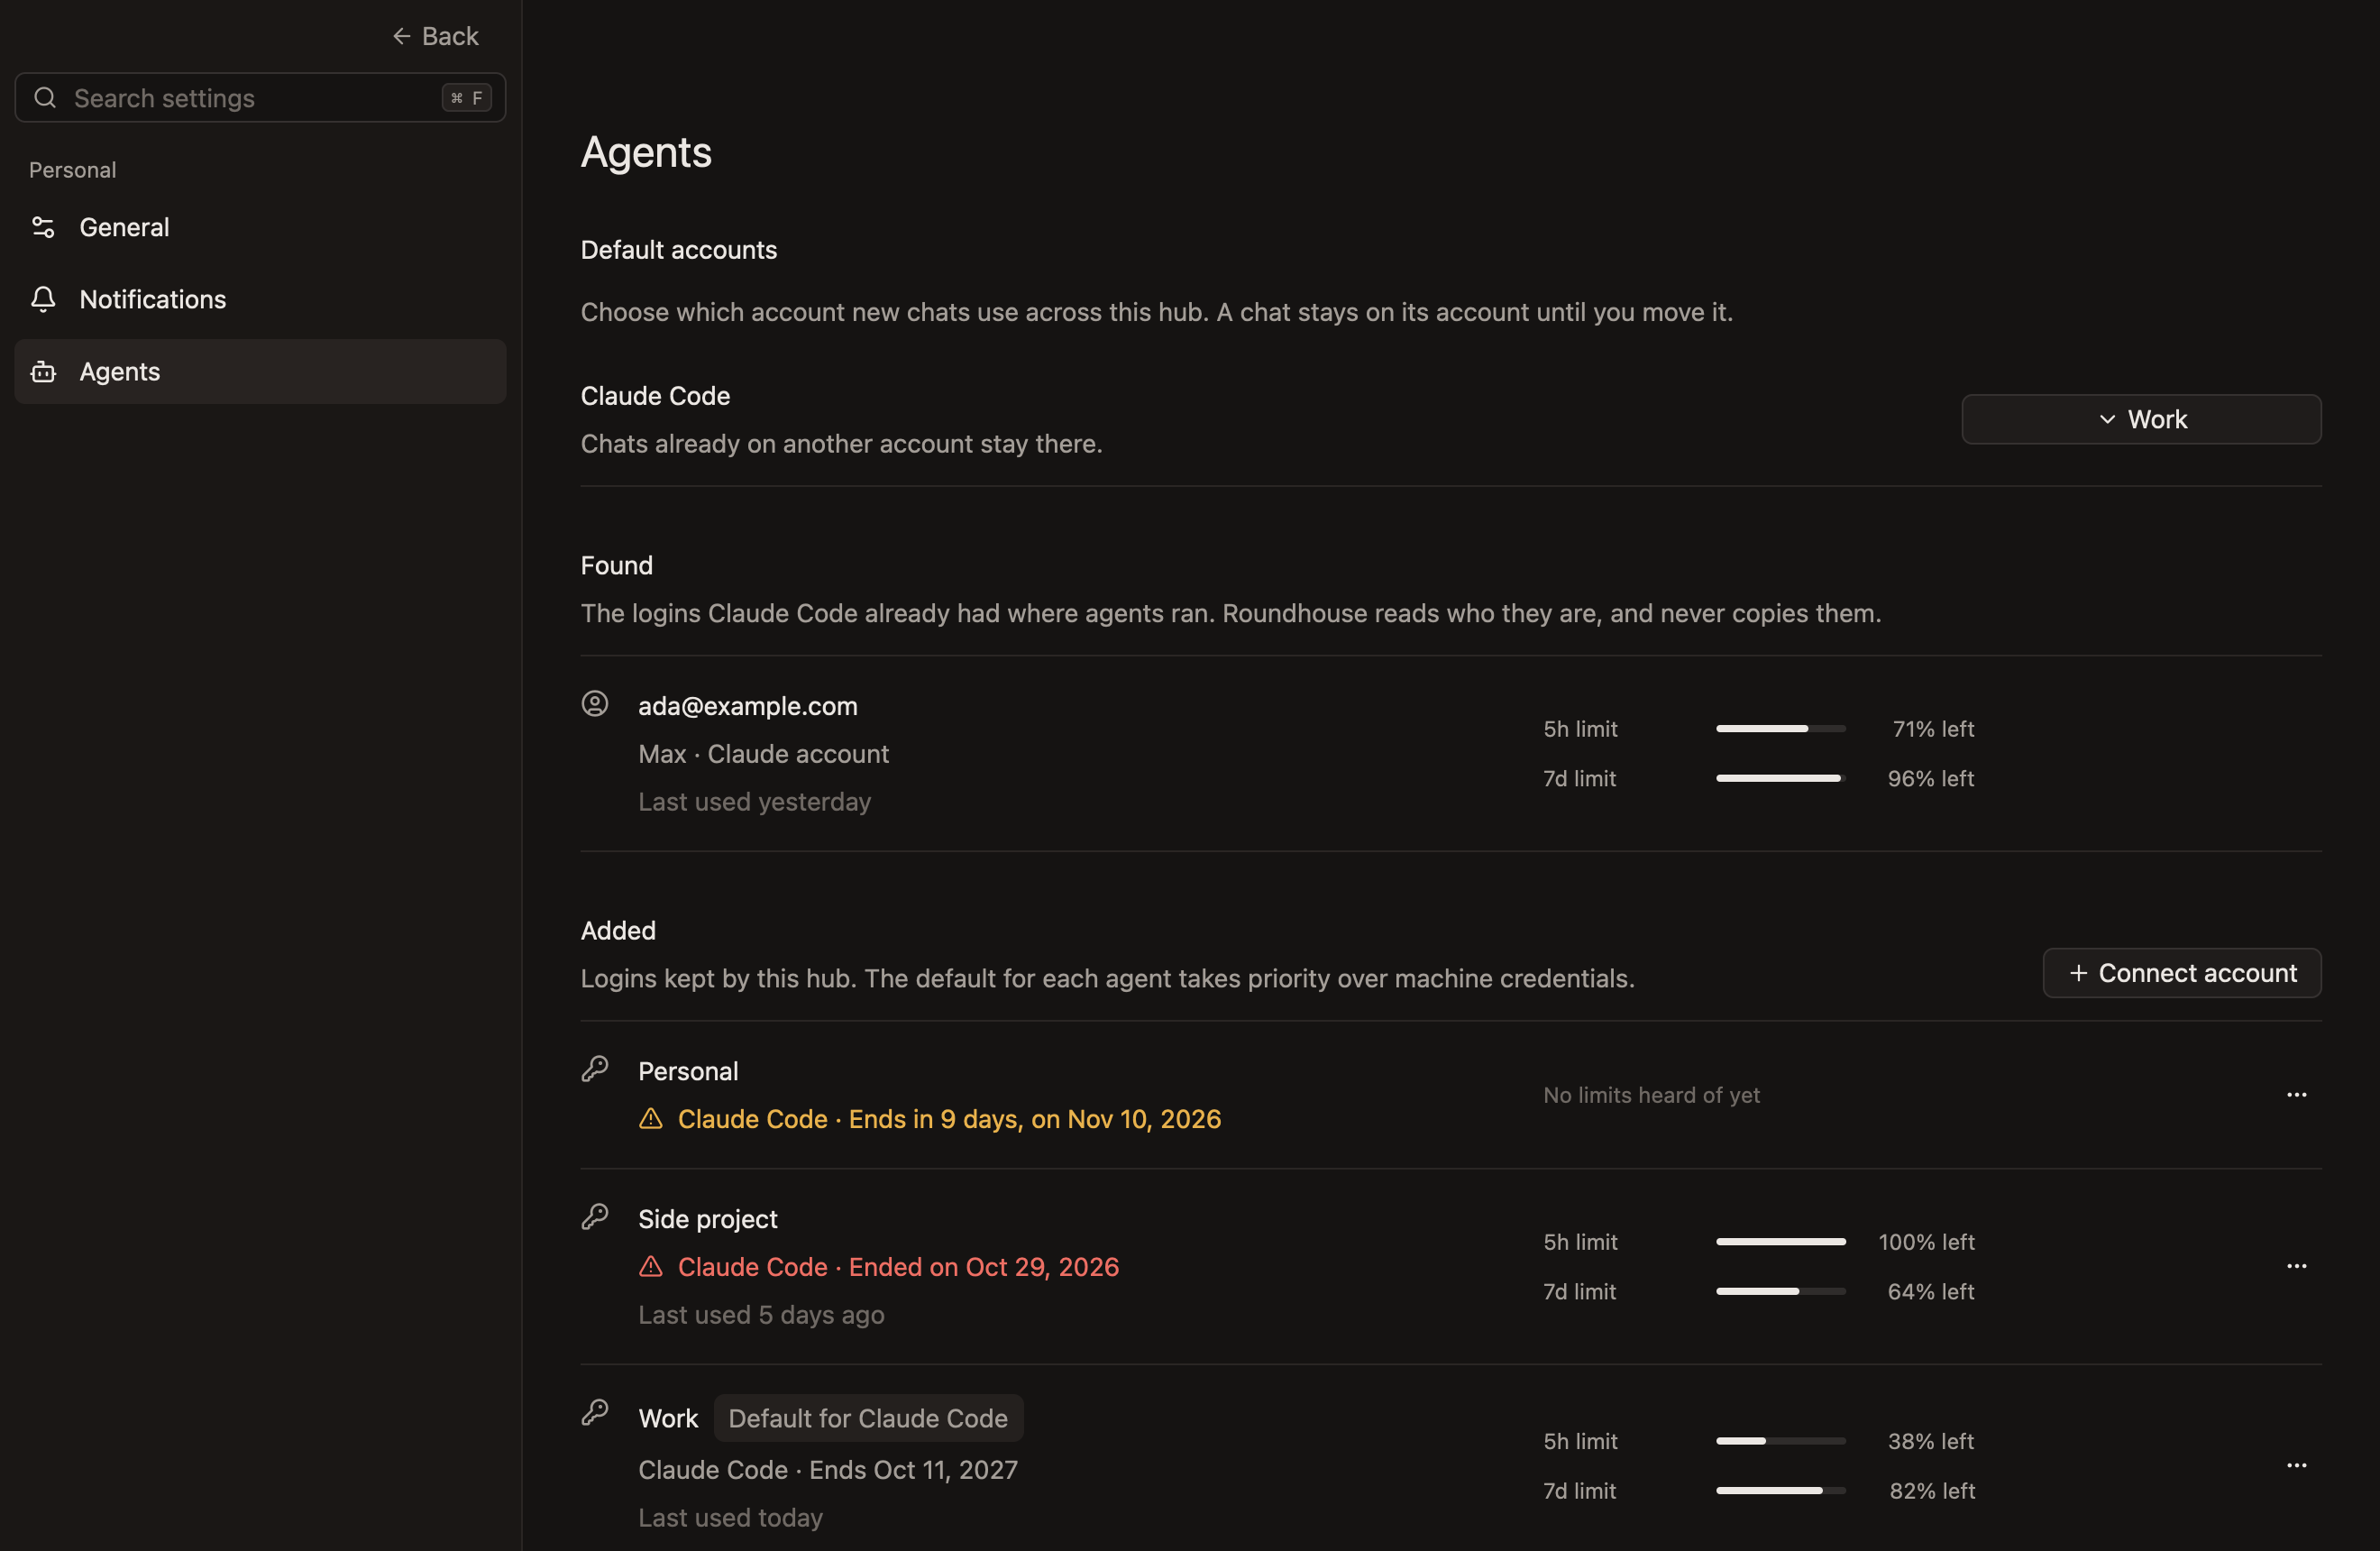 ← Back
Search settings ⌘ F
Personal
General
Notifications
Agents
Agents
Default accounts
Choose which account new chats use across this hub. A chat stays on its account until you move it.
Claude Code
Chats already on another account stay there.
Work
Found
The logins Claude Code already had where agents ran. Roundhouse reads who they are, and never copies them.
ada@example.com
Max · Claude account
Last used yesterday
5h limit 71% left
7d limit 96% left
Added
Logins kept by this hub. The default for each agent takes priority over machine credentials.
+ Connect account
Personal
Claude Code · Ends in 9 days, on Nov 10, 2026
No limits heard of yet
Side project
Claude Code · Ended on Oct 29, 2026
Last used 5 days ago
5h limit 100% left
7d limit 64% left
Work Default for Claude Code
Claude Code · Ends Oct 11, 2027
Last used today
5h limit 38% left
7d limit 82% left